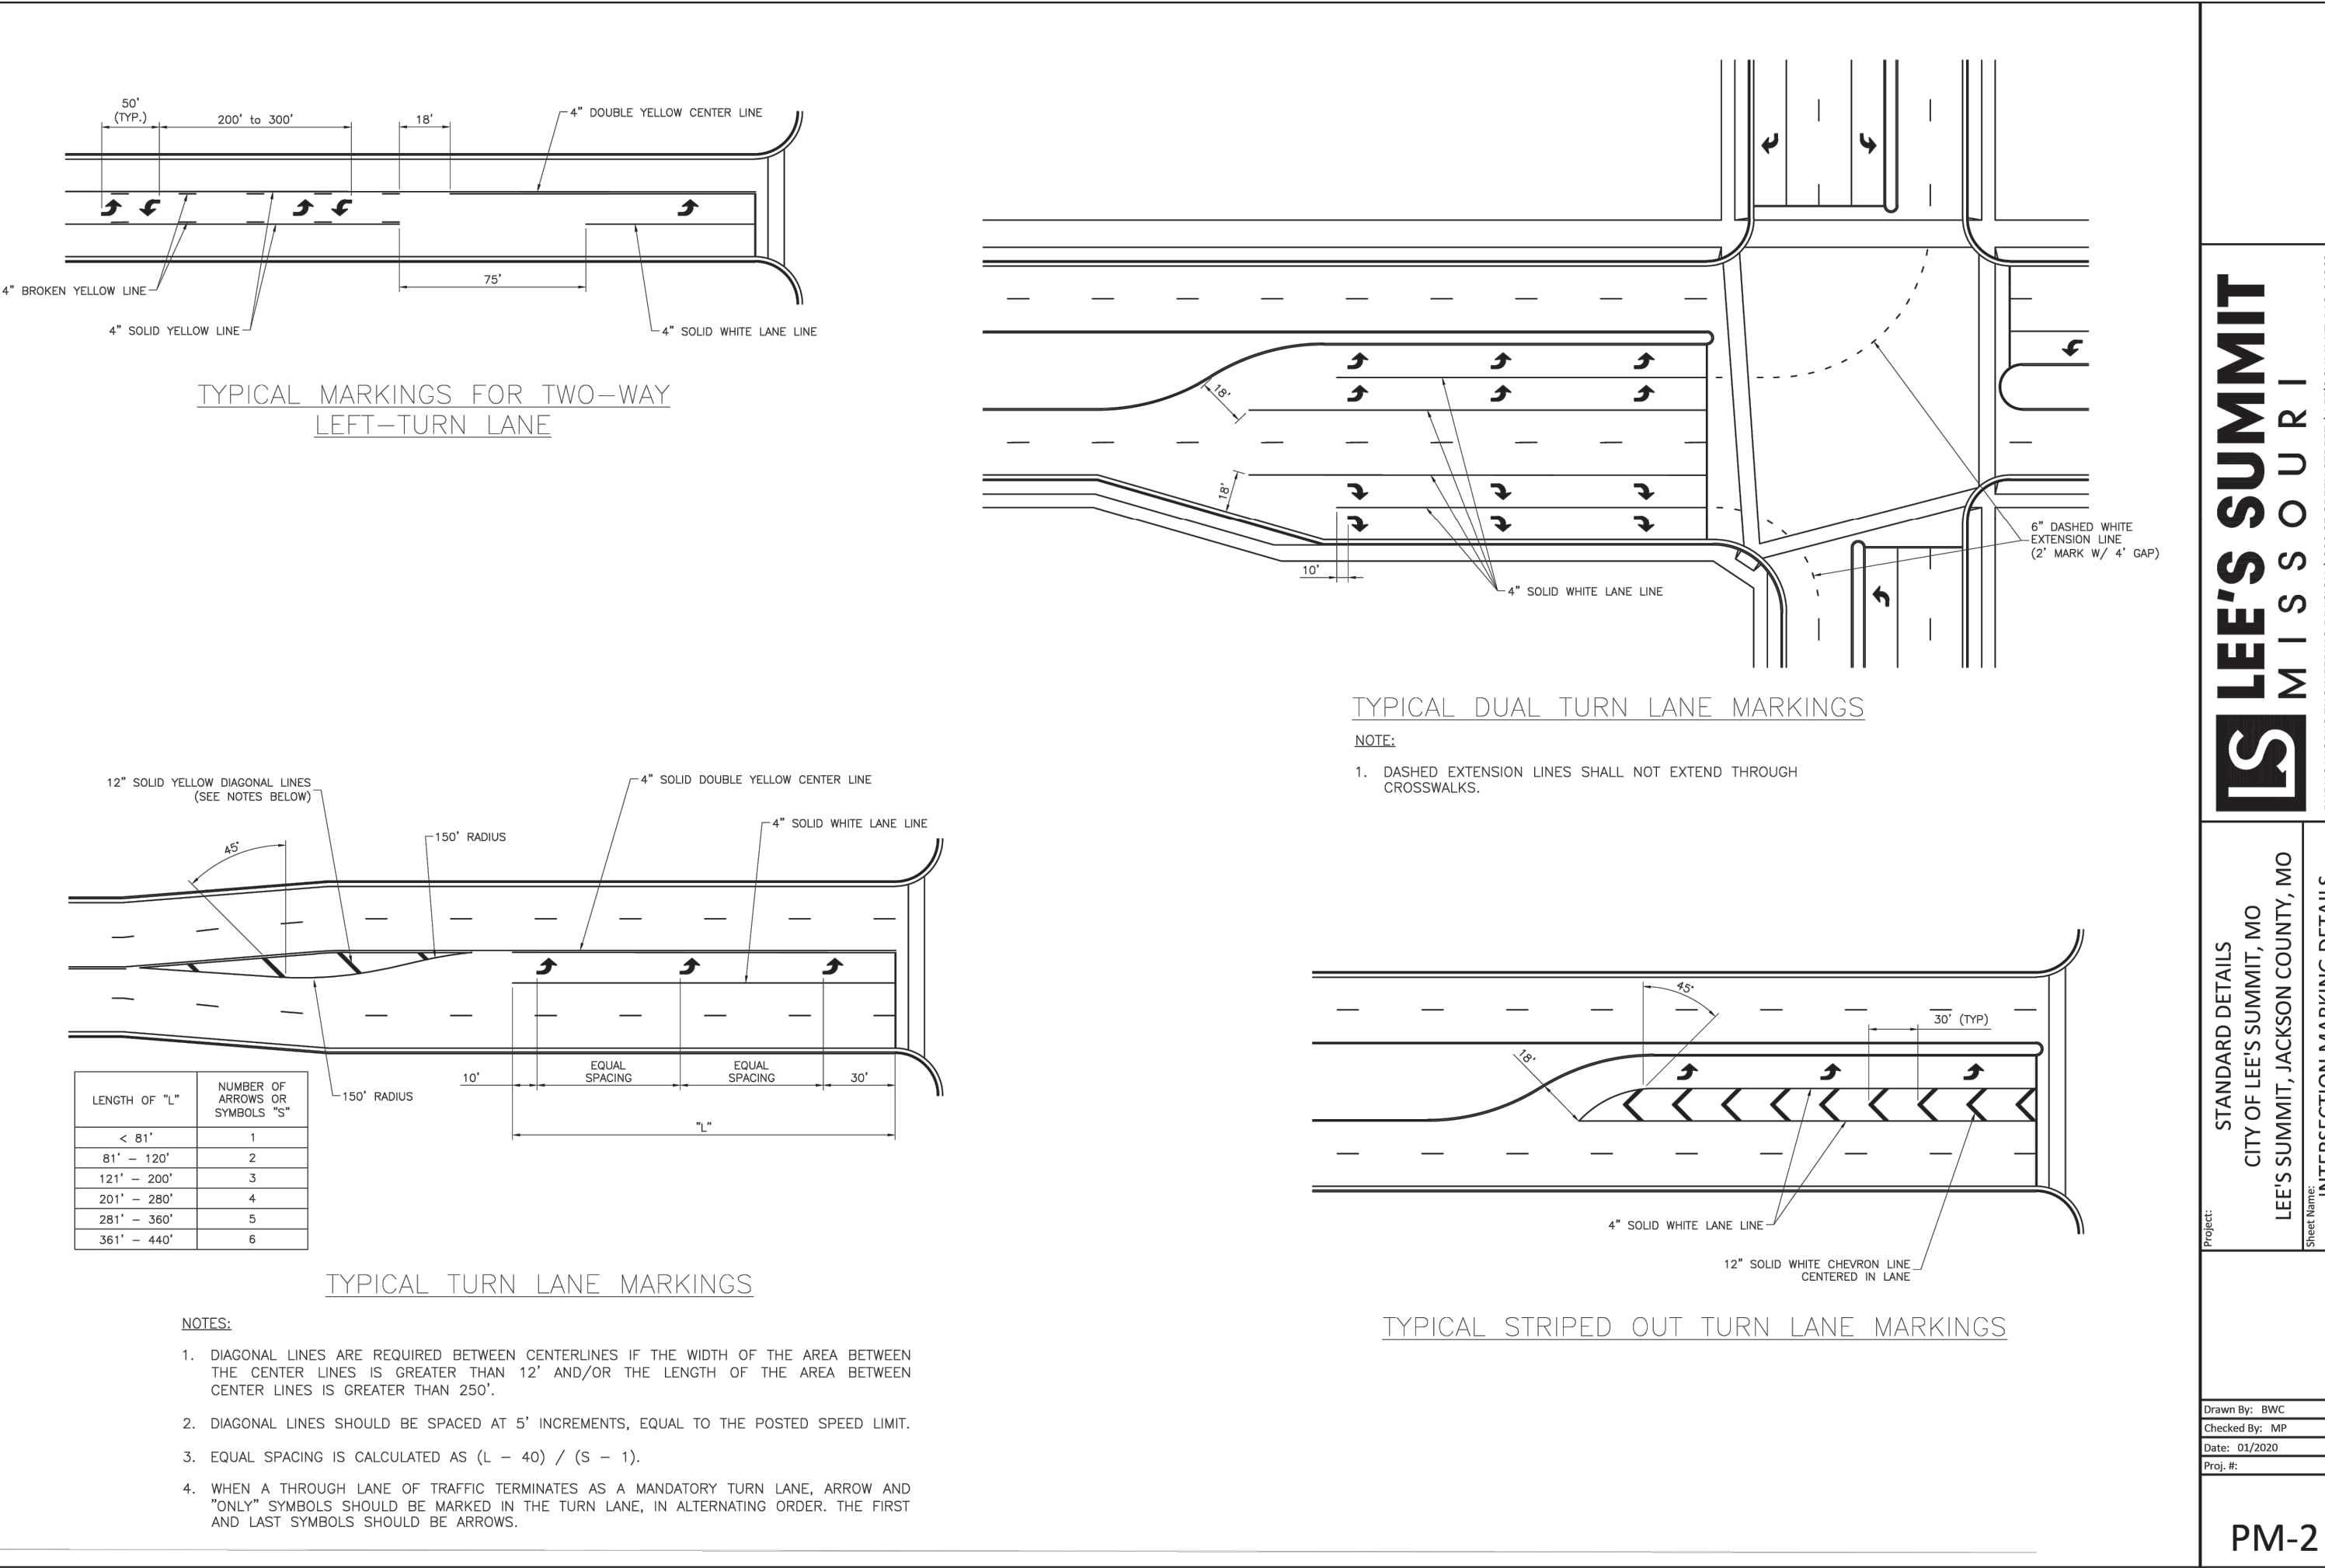 50'
(TYP.)
200' to 300'
18'
4" DOUBLE YELLOW CENTER LINE
75'
4" BROKEN YELLOW LINE
4" SOLID YELLOW LINE
4" SOLID WHITE LANE LINE
TYPICAL MARKINGS FOR TWO-WAY
LEFT-TURN LANE
18'
18'
10'
4" SOLID WHITE LANE LINE
6" DASHED WHITE
EXTENSION LINE
(2' MARK W/ 4' GAP)
TYPICAL DUAL TURN LANE MARKINGS
NOTE:
1. DASHED EXTENSION LINES SHALL NOT EXTEND THROUGH
CROSSWALKS.
12" SOLID YELLOW DIAGONAL LINES
(SEE NOTES BELOW)
4" SOLID DOUBLE YELLOW CENTER LINE
4" SOLID WHITE LANE LINE
150' RADIUS
45°
EQUAL
SPACING
EQUAL
SPACING
10'
30'
150' RADIUS
"L"
LENGTH OF "L" NUMBER OF
ARROWS OR
SYMBOLS "S"
< 81' 1
81' - 120' 2
121' - 200' 3
201' - 280' 4
281' - 360' 5
361' - 440' 6
TYPICAL TURN LANE MARKINGS
NOTES:
1. DIAGONAL LINES ARE REQUIRED BETWEEN CENTERLINES IF THE WIDTH OF THE AREA BETWEEN
THE CENTER LINES IS GREATER THAN 12' AND/OR THE LENGTH OF THE AREA BETWEEN
CENTER LINES IS GREATER THAN 250'.
2. DIAGONAL LINES SHOULD BE SPACED AT 5' INCREMENTS, EQUAL TO THE POSTED SPEED LIMIT.
3. EQUAL SPACING IS CALCULATED AS (L - 40) / (S - 1).
4. WHEN A THROUGH LANE OF TRAFFIC TERMINATES AS A MANDATORY TURN LANE, ARROW AND
"ONLY" SYMBOLS SHOULD BE MARKED IN THE TURN LANE, IN ALTERNATING ORDER. THE FIRST
AND LAST SYMBOLS SHOULD BE ARROWS.
45°
30' (TYP)
18'
4" SOLID WHITE LANE LINE
12" SOLID WHITE CHEVRON LINE
CENTERED IN LANE
TYPICAL STRIPED OUT TURN LANE MARKINGS
LS LEE'S SUMMIT
MISSOURI
Project:
STANDARD DETAILS
CITY OF LEE'S SUMMIT, MO
LEE'S SUMMIT, JACKSON COUNTY, MO
Sheet Name:
INTERSECTION MARKING DETAILS
Drawn By: BWC
Checked By: MP
Date: 01/2020
Proj. #:
PM-2